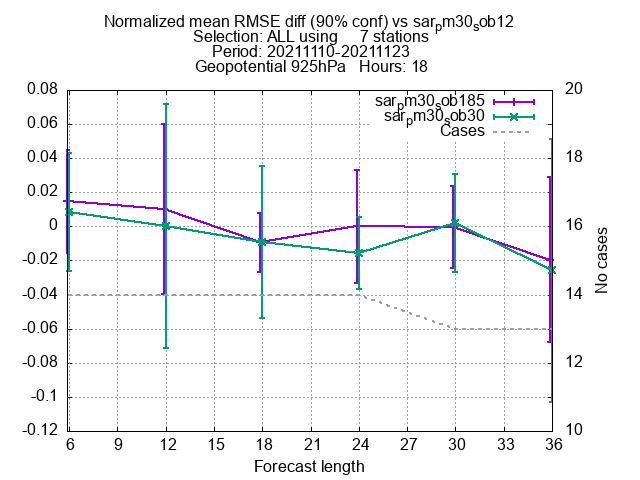 Normalized mean RMSE diff (90% conf) vs sarpm30sob12
Selection: ALL using 7 stations
Period: 20211110-20211123
Geopotential 925hPa Hours: 18
sarpm30sob185
sarpm30sob30
Cases
0.08
0.06
0.04
0.02
0
-0.02
-0.04
-0.06
-0.08
-0.1
-0.12
20
18
16
14
12
10
No cases
6 9 12 15 18 21 24 27 30 33 36
Forecast length